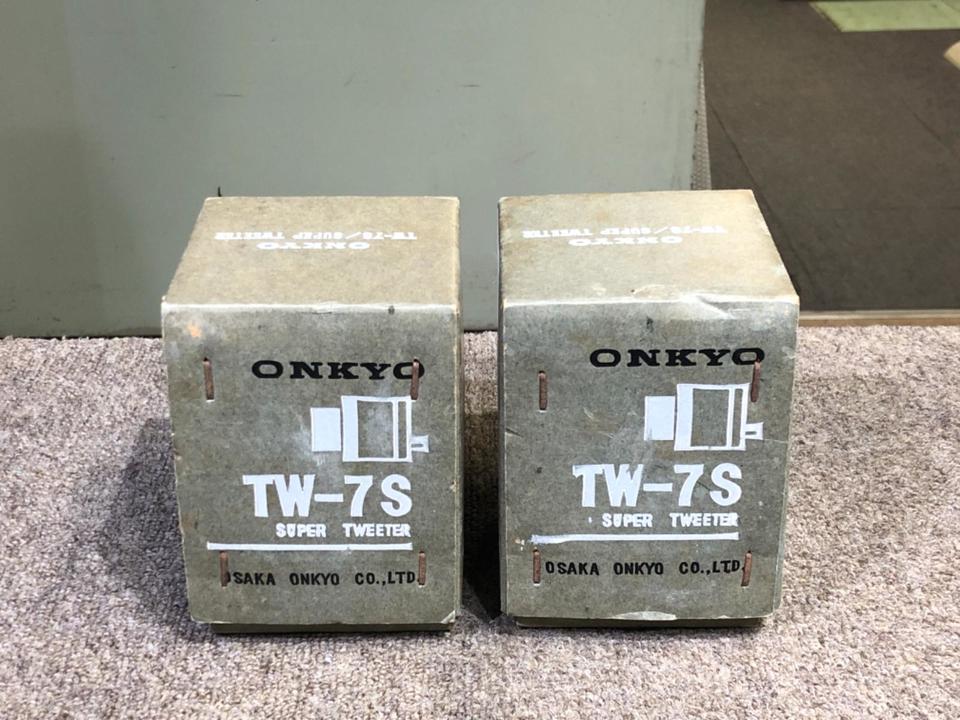 ONKYO
TW-7S/SUPER TWEETER
ONKYO
TW-7S
SUPER TWEETER
OSAKA ONKYO CO.,LTD.
ONKYO
TW-7S/SUPER TWEETER
ONKYO
TW-7S
SUPER TWEETER
OSAKA ONKYO CO.,LTD.